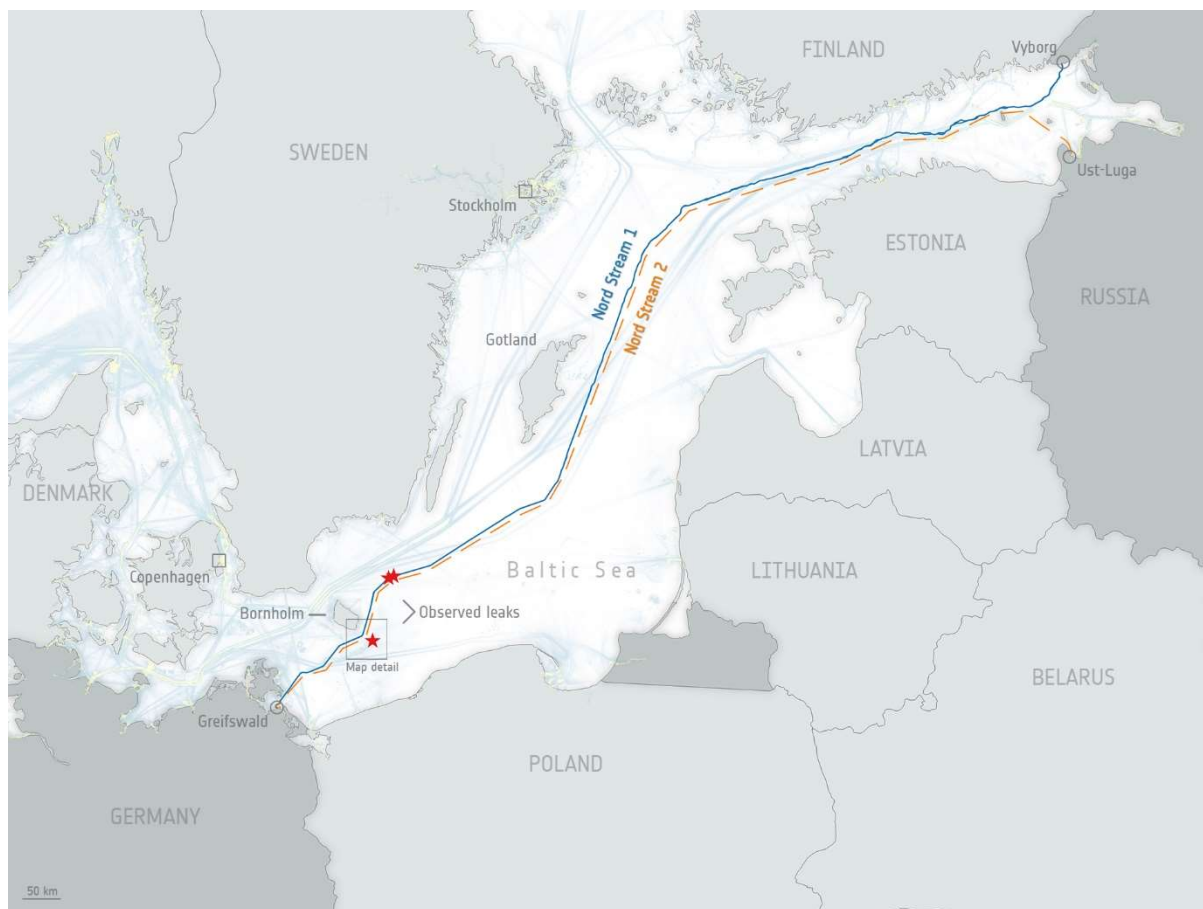 FINLAND
Vyborg
SWEDEN
Stockholm
Ust-Luga
ESTONIA
RUSSIA
Nord Stream 1
Nord Stream 2
Gotland
LATVIA
DENMARK
Copenhagen
Baltic Sea
LITHUANIA
Bornholm
Observed leaks
Map detail
BELARUS
Greifswald
POLAND
GERMANY
50 km